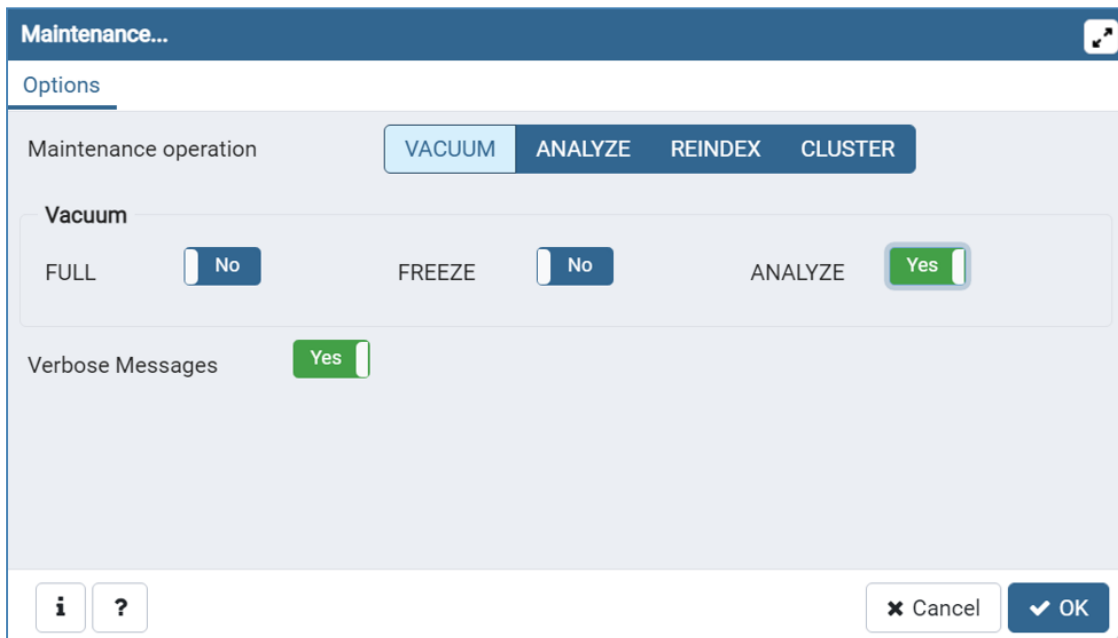 Maintenance...
Options
Maintenance operation VACUUM ANALYZE REINDEX CLUSTER
Vacuum
FULL No FREEZE No ANALYZE Yes
Verbose Messages Yes
i ? Cancel OK